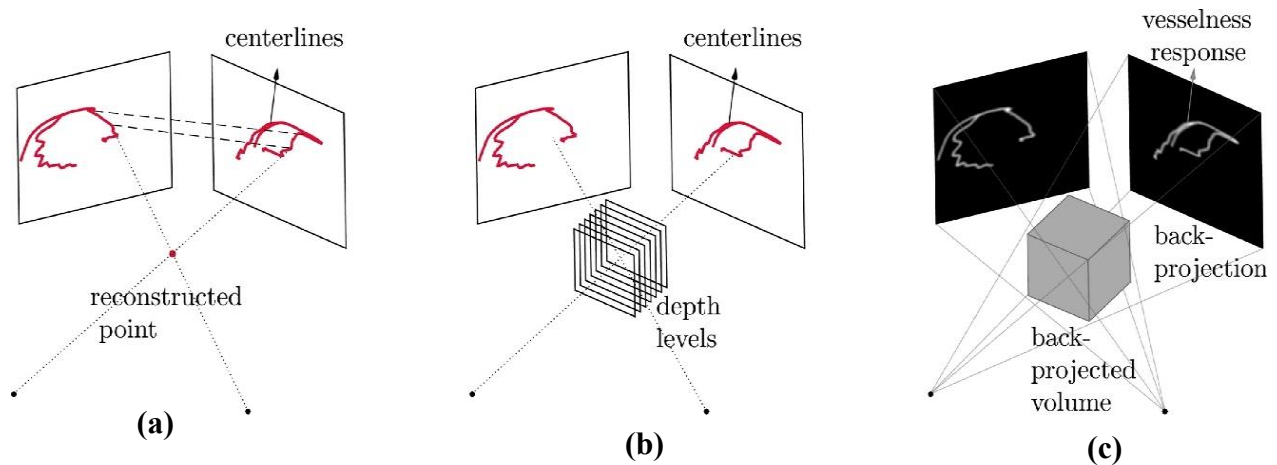 centerlines
reconstructed
point
(a)
centerlines
depth
levels
(b)
vesselness
response
back-
projection
back-
projected
volume
(c)